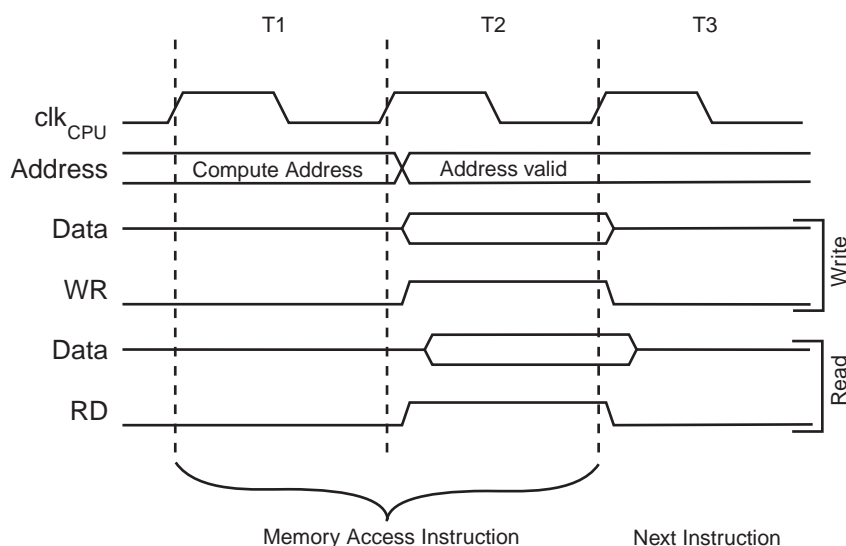 T1 T2 T3
clkCPU
Address Compute Address Address valid
Data
WR
Write
Data
RD
Read
Memory Access Instruction Next Instruction